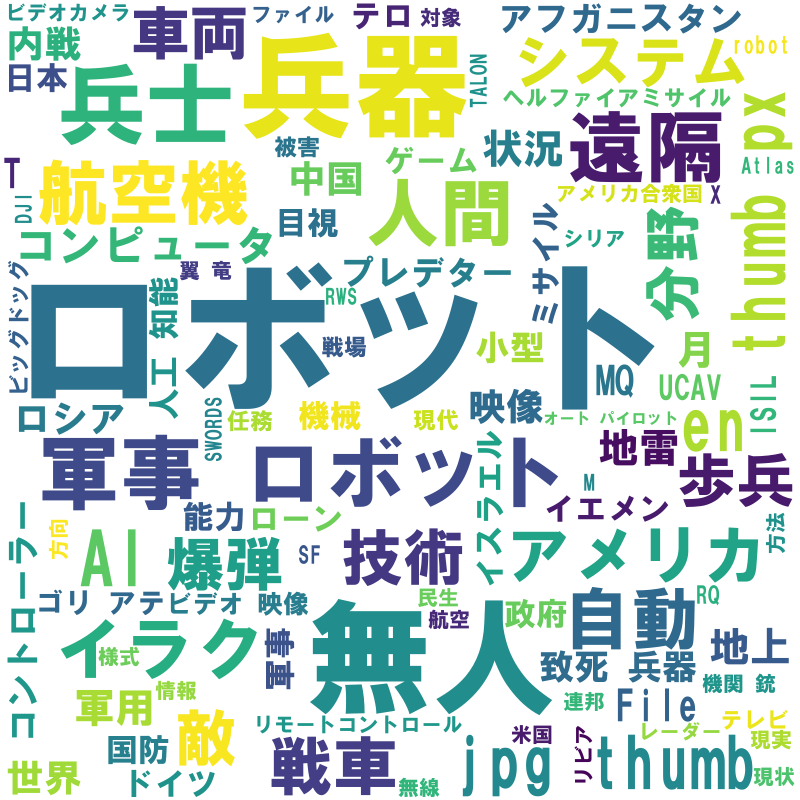 ビデオカメラ
車両
ファイル
テロ
対象
アフガニスタン
内戦
兵士
兵器
TALON
システム
robot
日本
ヘルファイアミサイル
px
T
航空機
被害
中国
ゲーム
状況
遠隔
Atlas
DJI
目視
人間
アメリカ合衆国
X
コンピュータ
ミサイル
シリア
分野
thumb
ビッグドッグ
翼 竜
プレデター
RWS
ロボット
人工 知能
戦場
小型
月
MQ
UCAV
ISIL
ロシア
SWORDS
任務
機械
現代
映像
オート パイロット
en
軍事
ロボット
イスラエル
地雷
歩兵
M
能力
ローン
イエメン
方向
AI
爆弾
SF
技術
アメリカ
方法
コントローラー
ゴリ アテ
ビデオ 映像
民生
航空
政府
自動
RQ
イラク
様式
軍事
無人
致死 兵器
地上
軍用
情報
敵
リモートコントロール
連邦
File
機関 銃
国防
戦車
米国
リビア
レーダー
テレビ
現実
世界
ドイツ
無線
jpg
thumb
現状